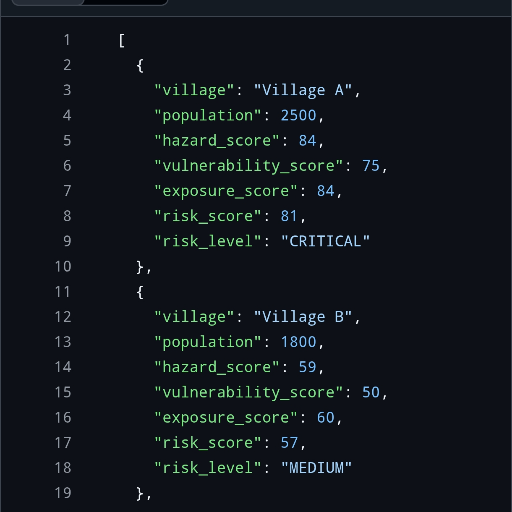 1 [
2 {
3 "village": "Village A",
4 "population": 2500,
5 "hazard_score": 84,
6 "vulnerability_score": 75,
7 "exposure_score": 84,
8 "risk_score": 81,
9 "risk_level": "CRITICAL"
10 },
11 {
12 "village": "Village B",
13 "population": 1800,
14 "hazard_score": 59,
15 "vulnerability_score": 50,
16 "exposure_score": 60,
17 "risk_score": 57,
18 "risk_level": "MEDIUM"
19 },